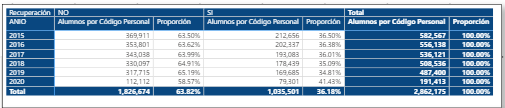 Recuperación NO SI Total
ANIO Alumnos por Código Personal Proporción Alumnos por Código Personal Proporción Alumnos por Código Personal Proporción
2015 369,911 63.50% 212,656 36.50% 582,567 100.00%
2016 353,801 63.62% 202,337 36.38% 556,138 100.00%
2017 343,038 63.99% 193,083 36.01% 536,121 100.00%
2018 330,097 64.91% 178,439 35.09% 508,536 100.00%
2019 317,715 65.19% 169,685 34.81% 487,400 100.00%
2020 112,112 58.57% 79,301 41.43% 191,413 100.00%
Total 1,826,674 63.82% 1,035,501 36.18% 2,862,175 100.00%